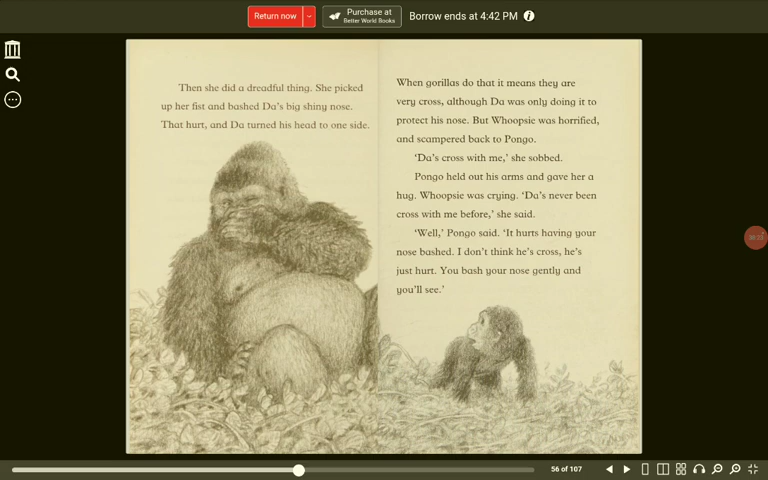 Return now
Purchase at
Better World Books
Borrow ends at 4:42 PM
Then she did a dreadful thing. She picked
up her fist and bashed Da's big shiny nose.
That hurt, and Da turned his head to one side.
When gorillas do that it means they are
very cross, although Da was only doing it to
protect his nose. But Whoopsie was horrified,
and scampered back to Pongo.
'Da's cross with me,' she sobbed.
Pongo held out his arms and gave her a
hug. Whoopsie was crying. 'Da's never been
cross with me before,' she said.
'Well,' Pongo said. 'It hurts having your
nose bashed. I don't think he's cross, he's
just hurt. You bash your nose gently and
you'll see.'
56 of 107